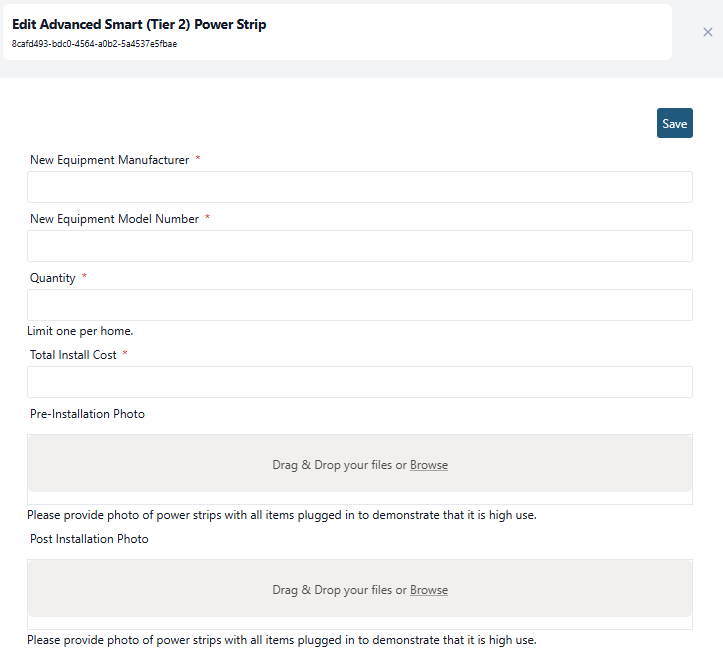 Edit Advanced Smart (Tier 2) Power Strip
8cafd493-bdc0-4564-a0b2-5a4537e5fbae
Save
New Equipment Manufacturer *
New Equipment Model Number *
Quantity *
Limit one per home.
Total Install Cost *
Pre-Installation Photo
Drag & Drop your files or Browse
Please provide photo of power strips with all items plugged in to demonstrate that it is high use.
Post Installation Photo
Drag & Drop your files or Browse
Please provide photo of power strips with all items plugged in to demonstrate that it is high use.